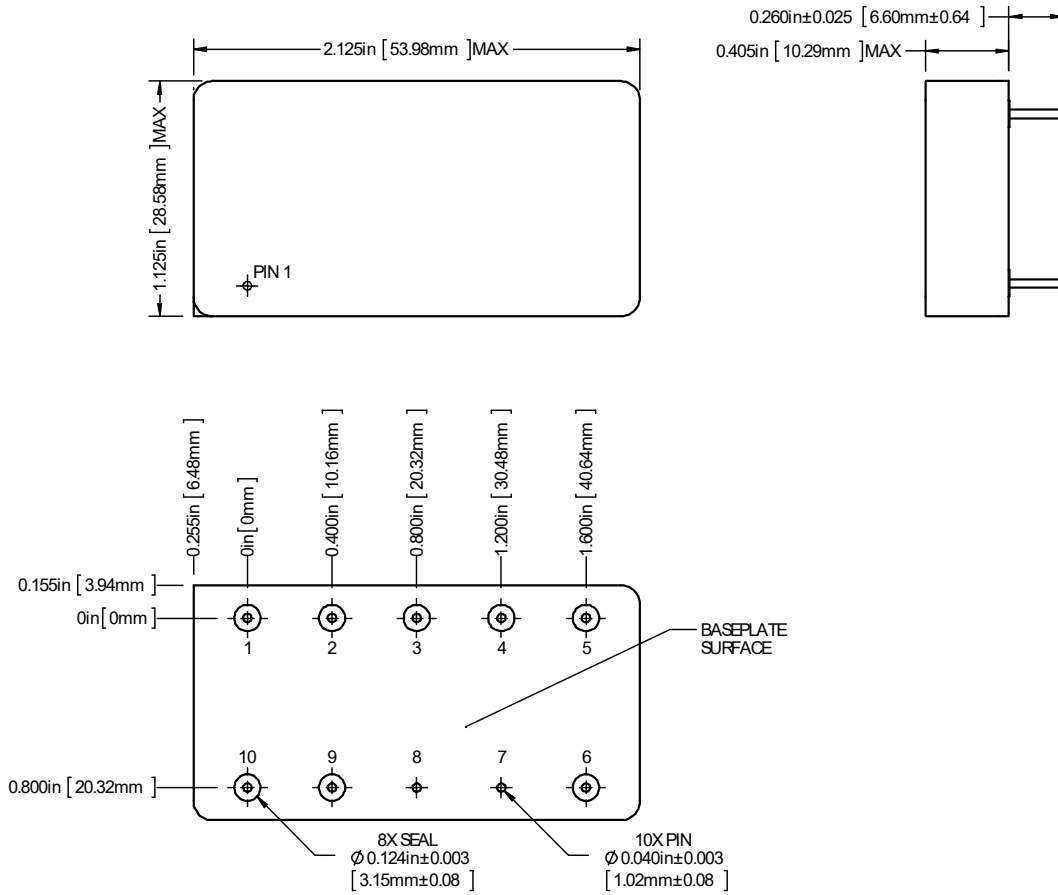 0.260in±0.025 [ 6.60mm±0.64 ]
2.125in [ 53.98mm ]MAX
0.405in [ 10.29mm ]MAX
1.125in [ 28.58mm ]MAX
PIN 1
0.255in [ 6.48mm ]
0in[ 0mm ]
0.400in [ 10.16mm ]
0.800in [ 20.32mm ]
1.200in [ 30.48mm ]
1.600in [ 40.64mm ]
0.155in [ 3.94mm ]
0in[ 0mm ]
1 2 3 4 5
BASEPLATE
SURFACE
10 9 8 7 6
0.800in [ 20.32mm ]
8X SEAL
Ø 0.124in±0.003
[ 3.15mm±0.08 ]
10X PIN
Ø 0.040in±0.003
[ 1.02mm±0.08 ]